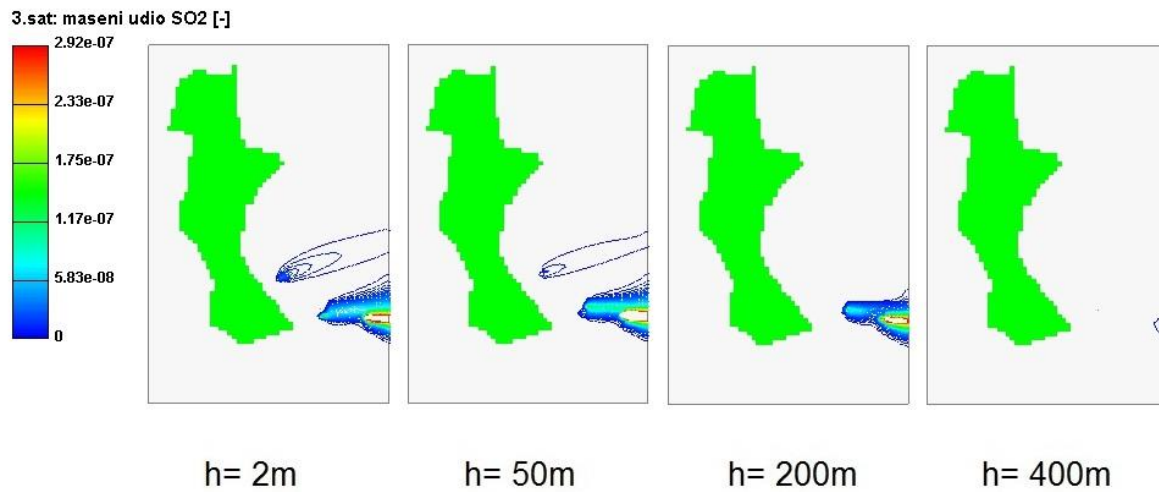 3.sat: maseni udio SO2 [-]
2.92e-07
2.33e-07
1.75e-07
1.17e-07
5.83e-08
0
h= 2m
h= 50m
h= 200m
h= 400m